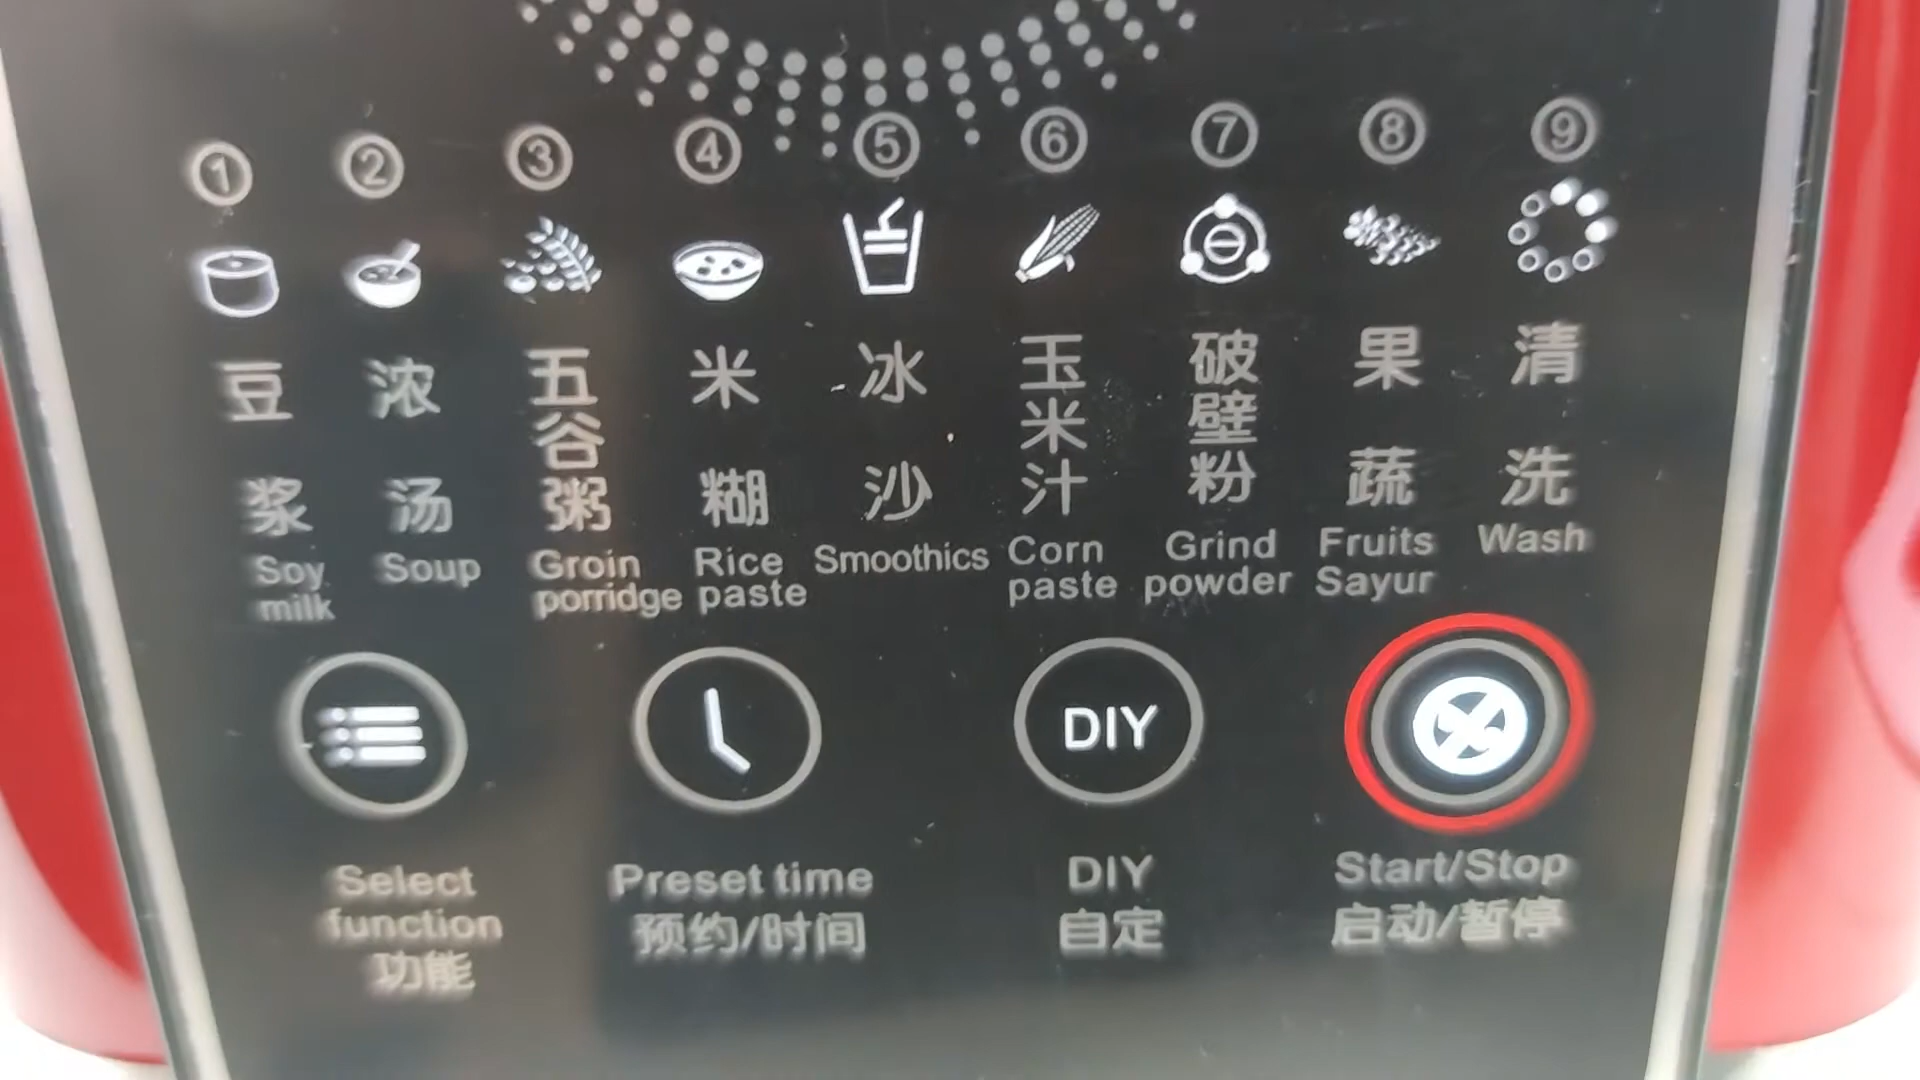 ① ② ③ ④ ⑤ ⑥ ⑦ ⑧ ⑨
豆浆
浓汤
五谷粥
米糊
冰沙
玉米汁
破壁粉
果蔬
清洗
Soy
milk
Soup
Groin
porridge
Rice
paste
Smoothics
Corn
paste
Grind
powder
Fruits
Sayur
Wash
DIY
Select
function
功能
Preset time
预约/时间
DIY
自定
Start/Stop
启动/暂停